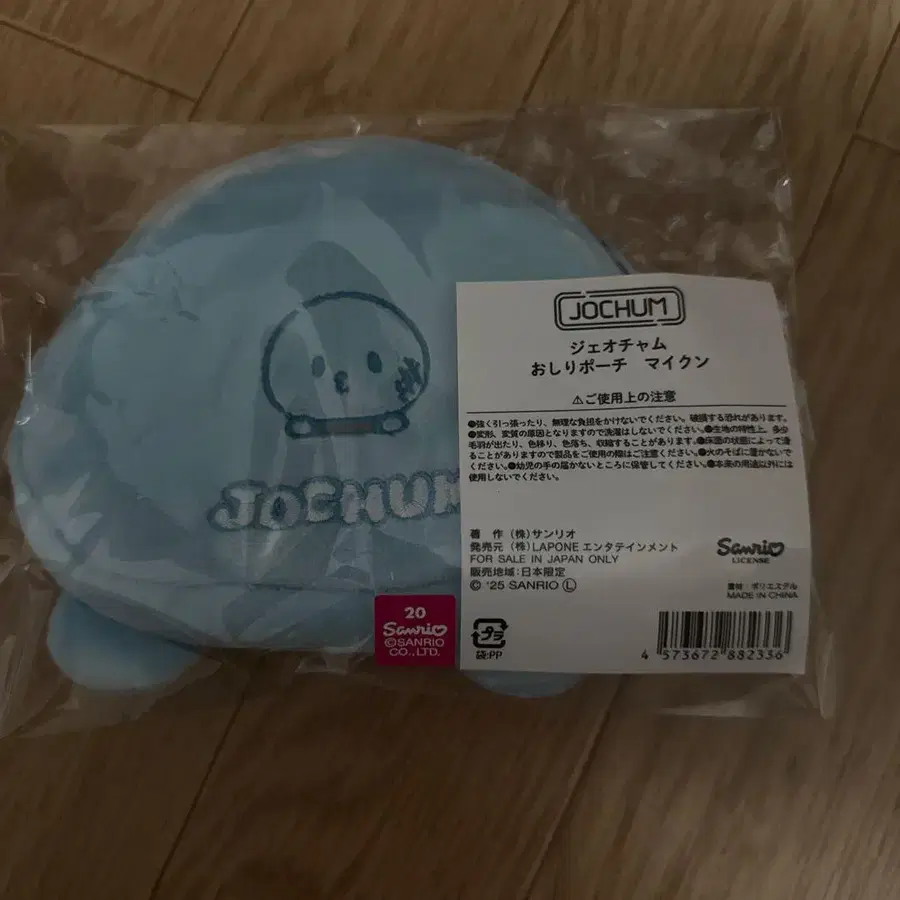 JOCHUM
JOCHUM
ジェオチャム
おしりポーチ マイクン
⚠ご使用上の注意
●強く引っ張ったり、無理な負担をかけないでください。破損する恐れがあります。
●変形、変質の原因となりますので洗濯はしないでください。●生地の特性上、多少
毛羽が出たり、色移り、色落ち、収縮することがあります。●床面の状態によって滑
ることがありますので製品をご使用の際はご注意ください。●火のそばに置かないで
ください。●幼児の手の届かないところに保管してください。●本来の用途以外には
使用しないでください。
著 作 (株)サンリオ
発売元 (株)LAPONE エンタテインメント
FOR SALE IN JAPAN ONLY
販売地域:日本限定
© '25 SANRIO Ⓛ
Sanrio
LICENSE
素材:ポリエステル
MADE IN CHINA
プラ
袋:PP
4 573672 882336
20
Sanrio
©SANRIO
CO.,LTD.